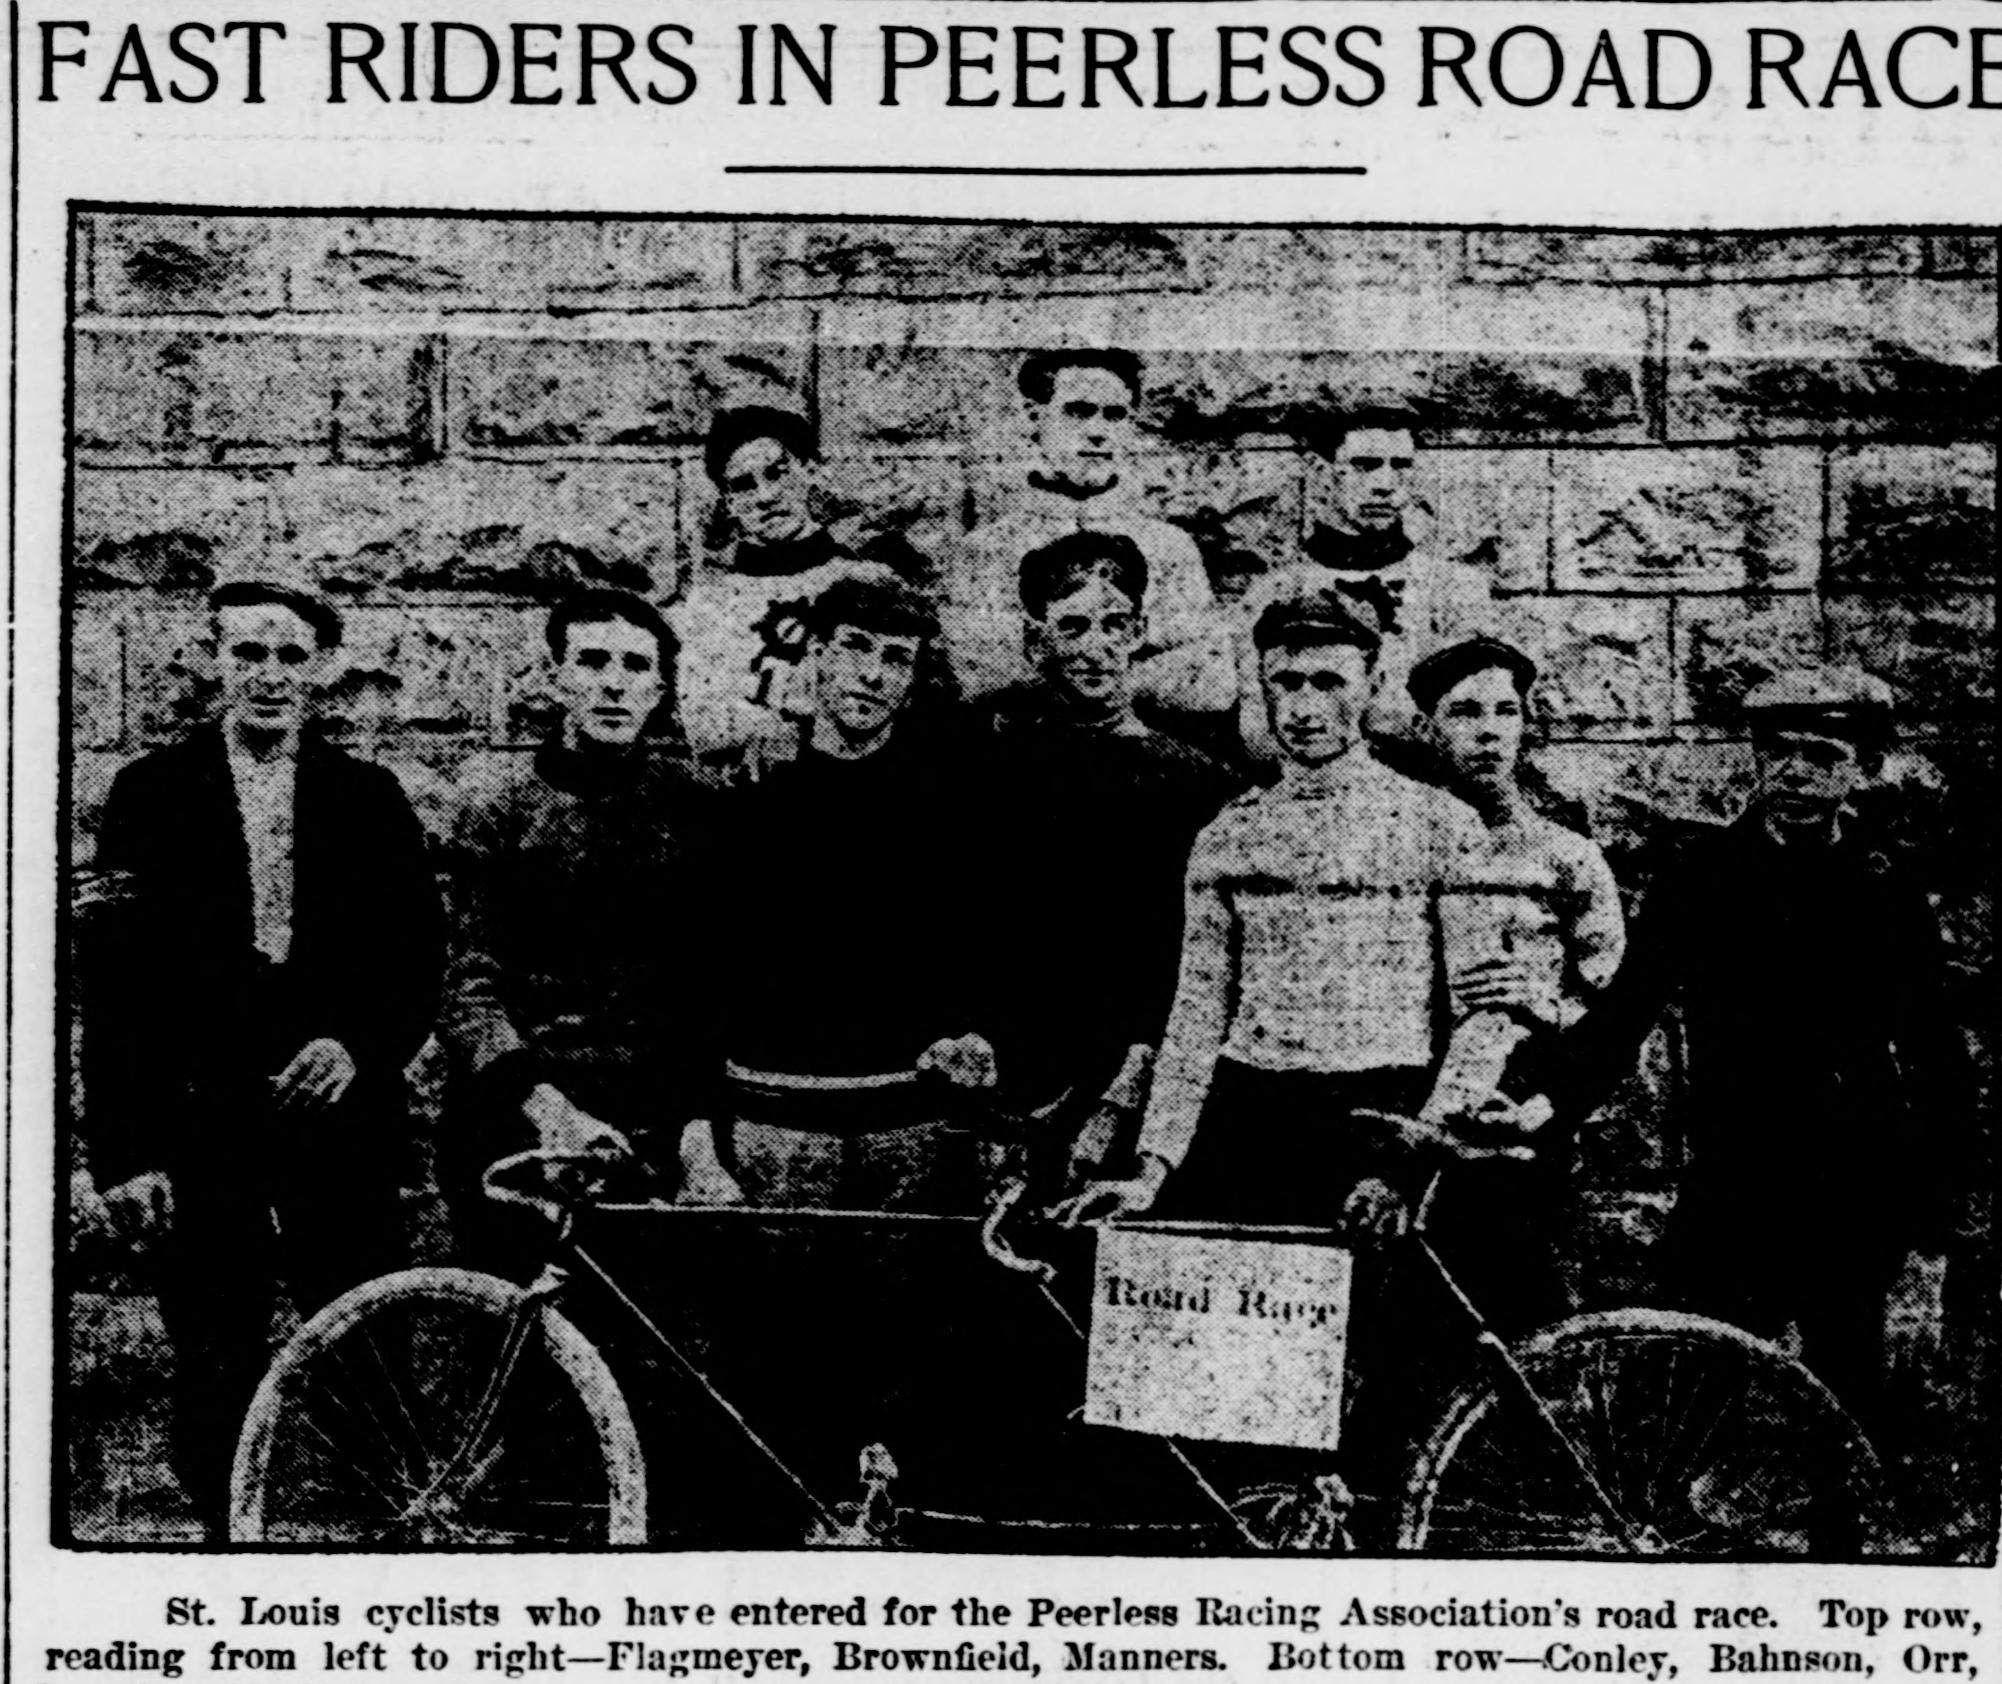 FAST RIDERS IN PEERLESS ROAD RACE
Road Race
St. Louis cyclists who have entered for the Peerless Racing Association's road race. Top row,
reading from left to right—Flagmeyer, Brownfield, Manners. Bottom row—Conley, Bahnson, Orr,